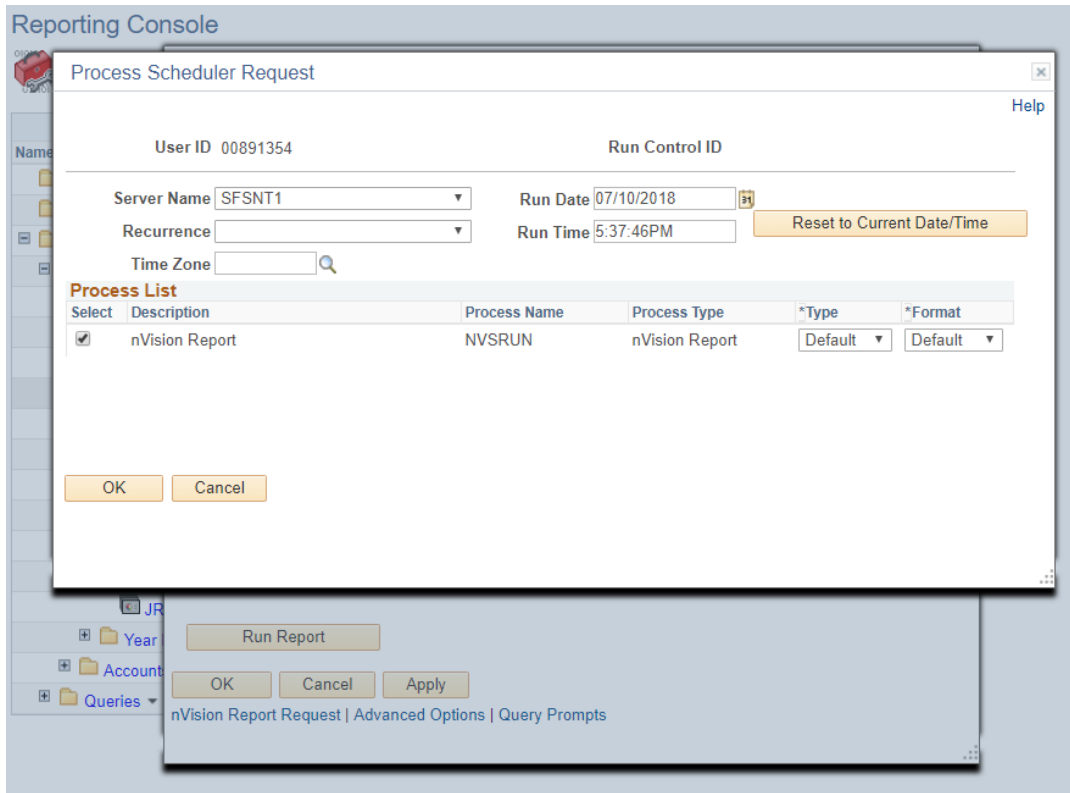 Reporting Console
Process Scheduler Request
Help
Name
User ID 00891354 Run Control ID
Server Name SFSNT1 Run Date 07/10/2018
Recurrence Run Time 5:37:46PM Reset to Current Date/Time
Time Zone
Process List
Select Description Process Name Process Type *Type *Format
nVision Report NVSRUN nVision Report Default Default
OK Cancel
JR
Year Run Report
Account
OK Cancel Apply
Queries
nVision Report Request | Advanced Options | Query Prompts